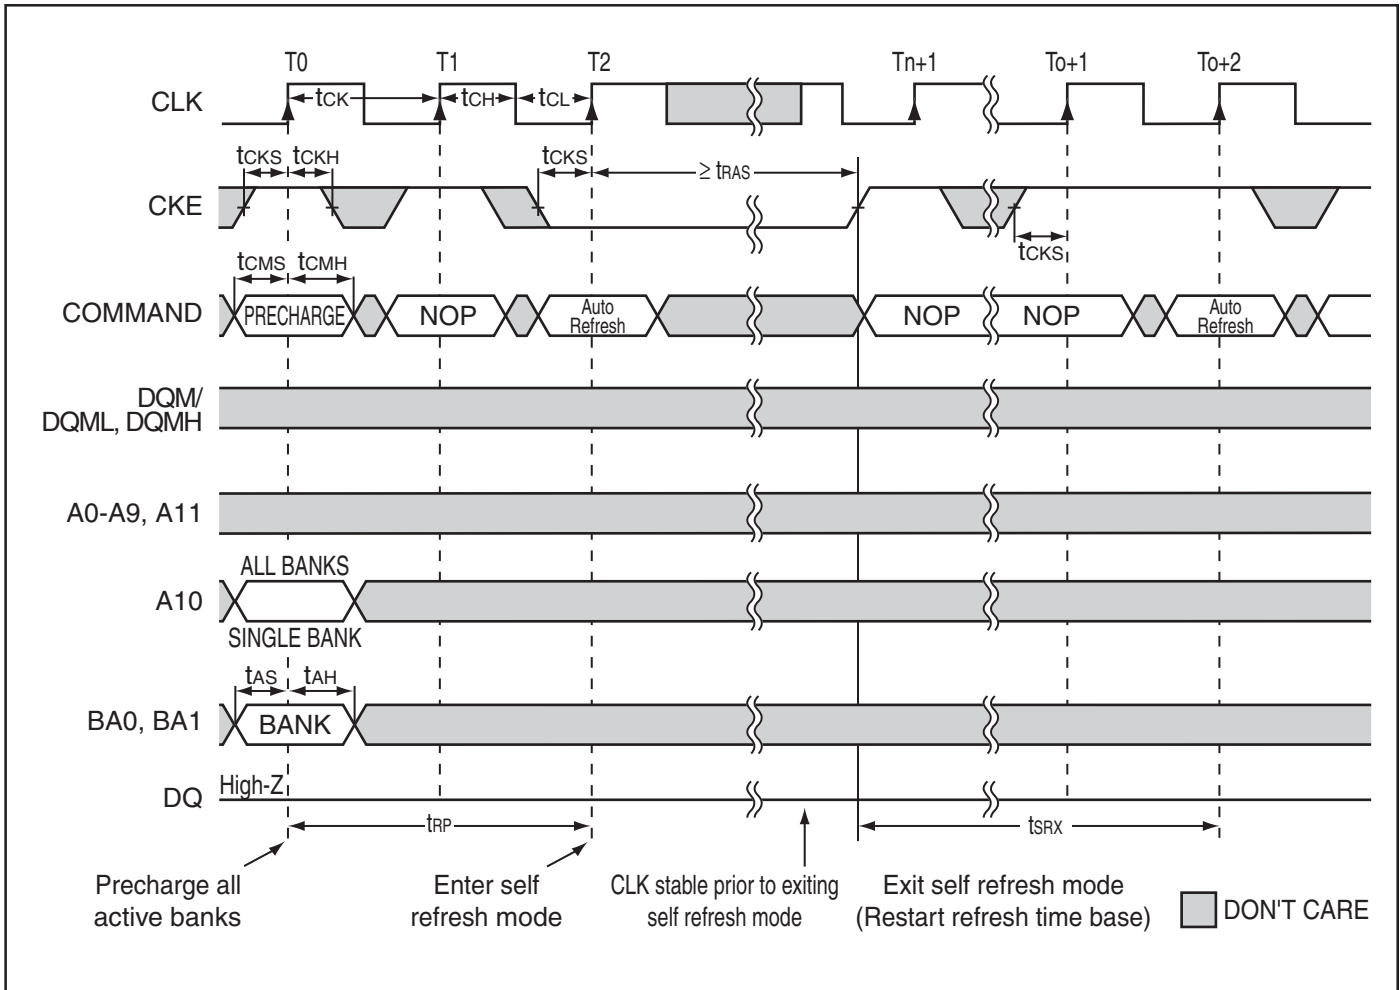 T0 T1 T2 Tn+1 To+1 To+2
CLK
tCK tCH tCL
tCKS tCKH tCKS ≥ tRAS
CKE
tCKS
tCMS tCMH
COMMAND PRECHARGE NOP Auto Refresh NOP NOP Auto Refresh
DQM/
DQML, DQMH
A0-A9, A11
ALL BANKS
A10
SINGLE BANK
tAS tAH
BA0, BA1 BANK
DQ High-Z
tRP tSRX
Precharge all
active banks
Enter self
refresh mode
CLK stable prior to exiting
self refresh mode
Exit self refresh mode
(Restart refresh time base)
DON'T CARE